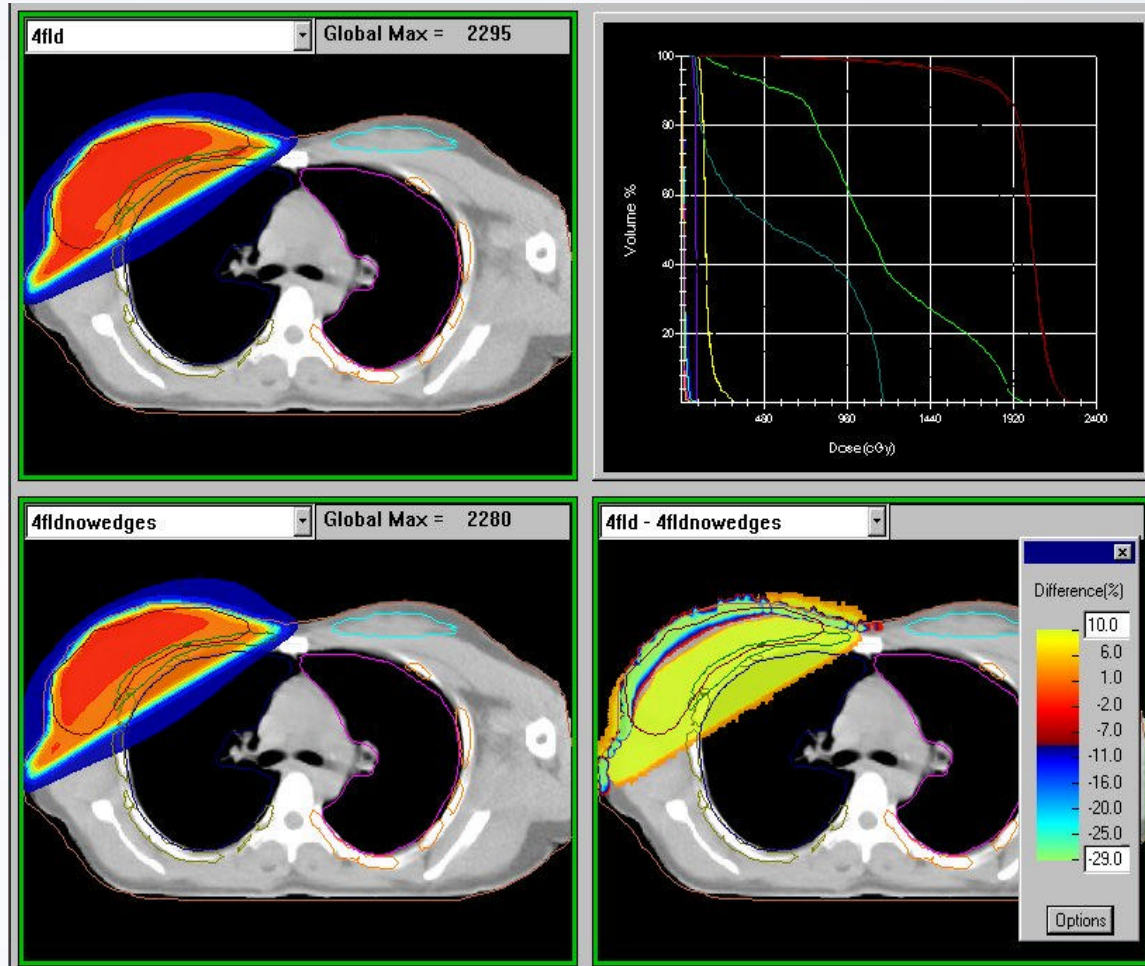 4fld
Global Max = 2295
100
80
60
40
20
Volume %
480
960
1440
1920
2400
Dose(cGy)
4fldnowedges
Global Max = 2280
4fld - 4fldnowedges
Difference(%)
10.0
6.0
1.0
-2.0
-7.0
-11.0
-16.0
-20.0
-25.0
-29.0
Options